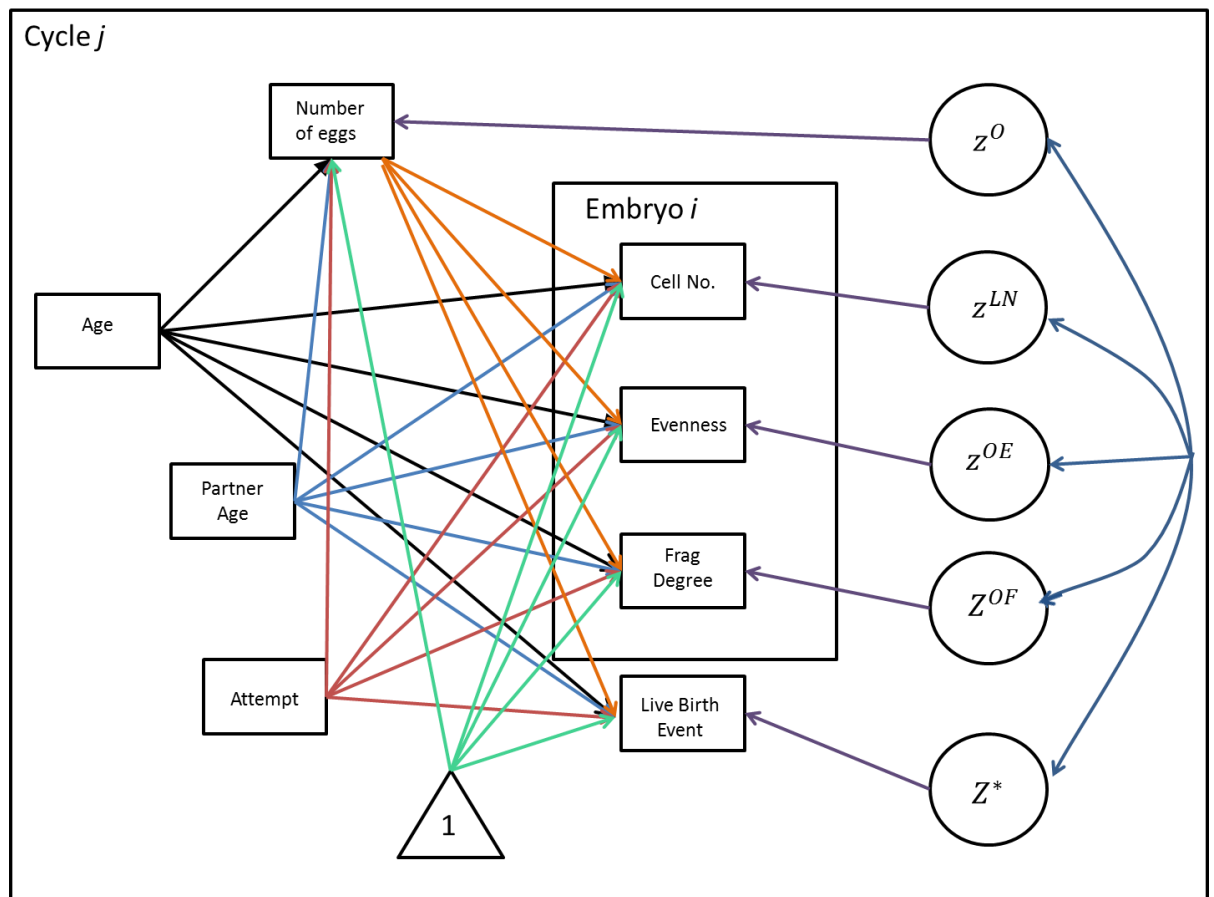 Cycle j
Number
of eggs
z^O
Embryo i
Cell No.
z^{LN}
Age
Evenness
z^{OE}
Partner
Age
Frag
Degree
Z^{OF}
Attempt
Live Birth
Event
Z^*
1